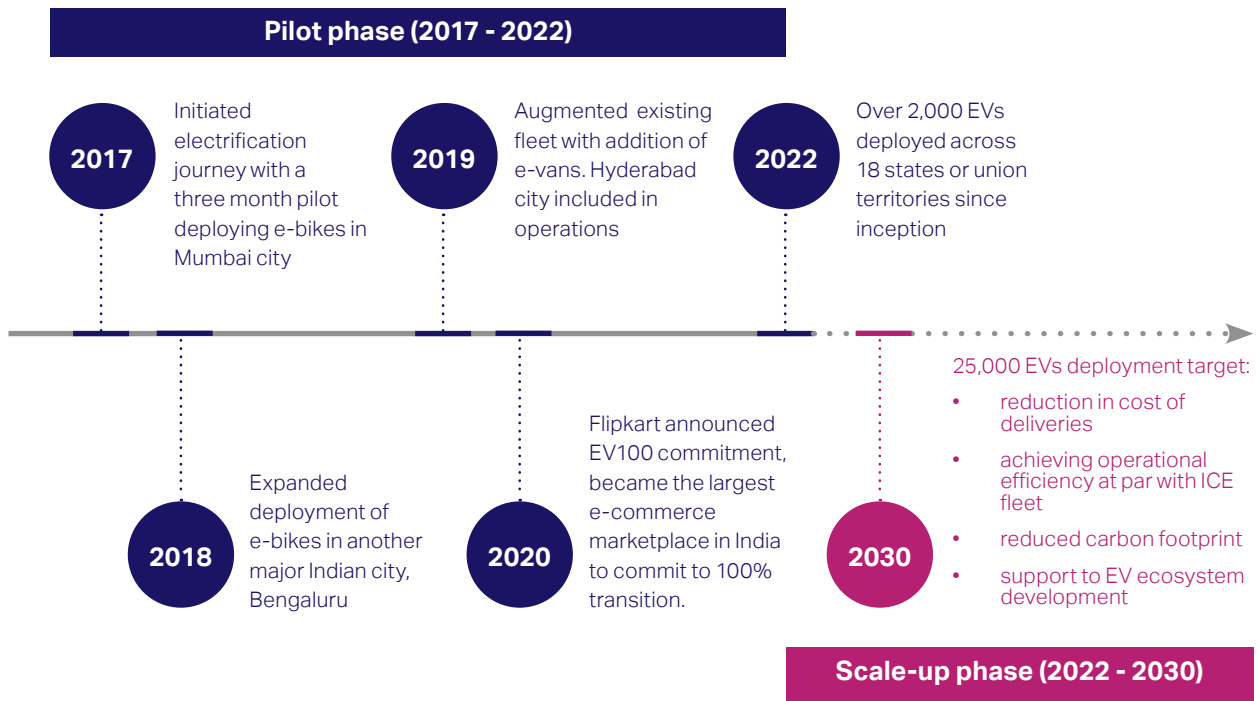 Pilot phase (2017 - 2022)
2017
Initiated
electrification
journey with a
three month pilot
deploying e-bikes in
Mumbai city
2019
Augmented existing
fleet with addition of
e-vans. Hyderabad
city included in
operations
2022
Over 2,000 EVs
deployed across
18 states or union
territories since
inception
2018
Expanded
deployment of
e-bikes in another
major Indian city,
Bengaluru
2020
Flipkart announced
EV100 commitment,
became the largest
e-commerce
marketplace in India
to commit to 100%
transition.
2030
25,000 EVs deployment target:
• reduction in cost of
deliveries
• achieving operational
efficiency at par with ICE
fleet
• reduced carbon footprint
• support to EV ecosystem
development
Scale-up phase (2022 - 2030)